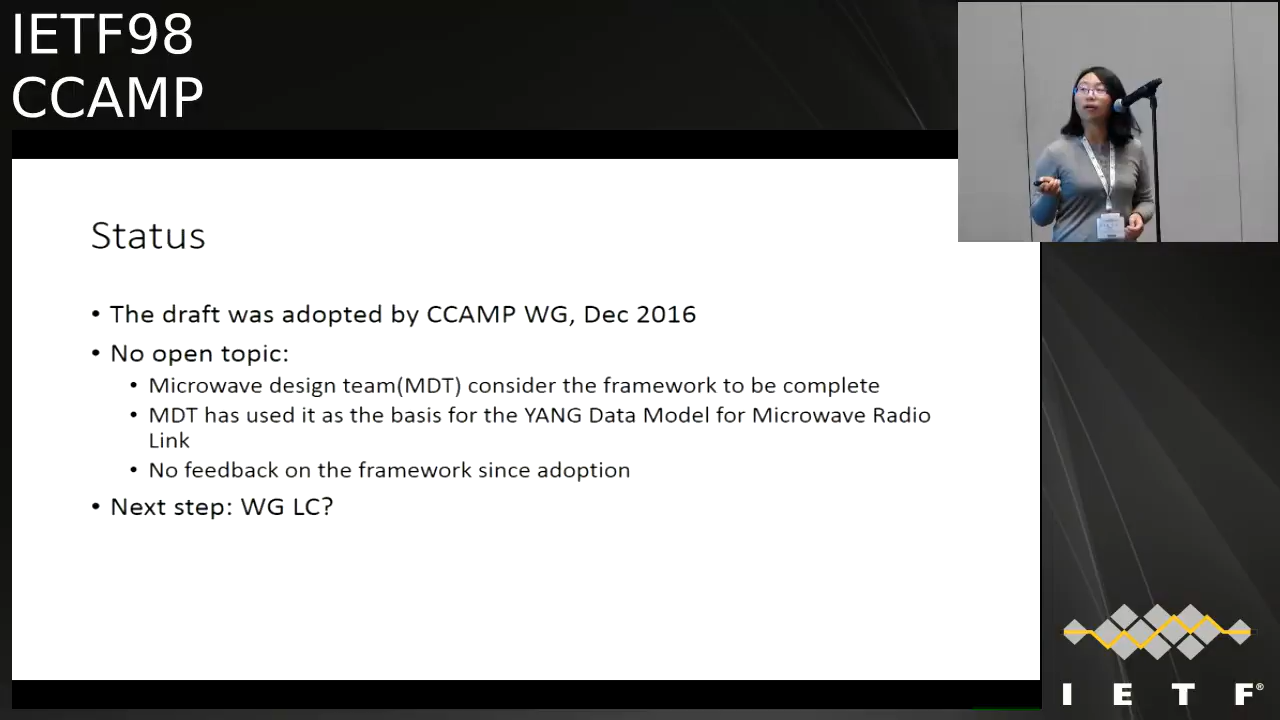 IETF98
CCAMP
Status
• The draft was adopted by CCAMP WG, Dec 2016
• No open topic:
• Microwave design team(MDT) consider the framework to be complete
• MDT has used it as the basis for the YANG Data Model for Microwave Radio
Link
• No feedback on the framework since adoption
• Next step: WG LC?
I E T F®